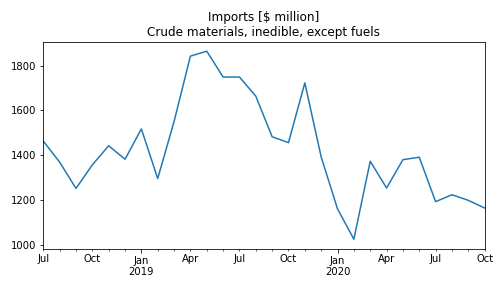 Imports [$ million]
Crude materials, inedible, except fuels
1800
1600
1400
1200
1000
Jul Oct Jan Apr Jul Oct Jan Apr Jul Oct
2019 2020